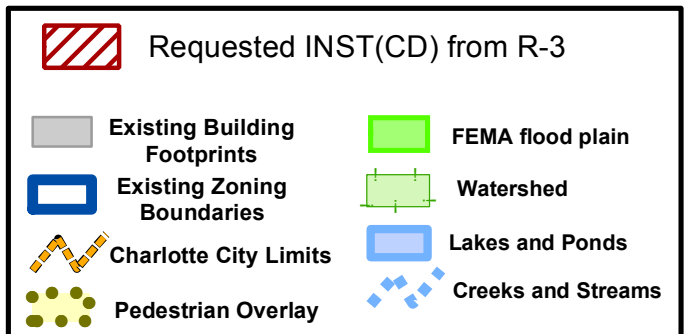 Requested INST(CD) from R-3
Existing Building
Footprints
Existing Zoning
Boundaries
Charlotte City Limits
Pedestrian Overlay
FEMA flood plain
Watershed
Lakes and Ponds
Creeks and Streams